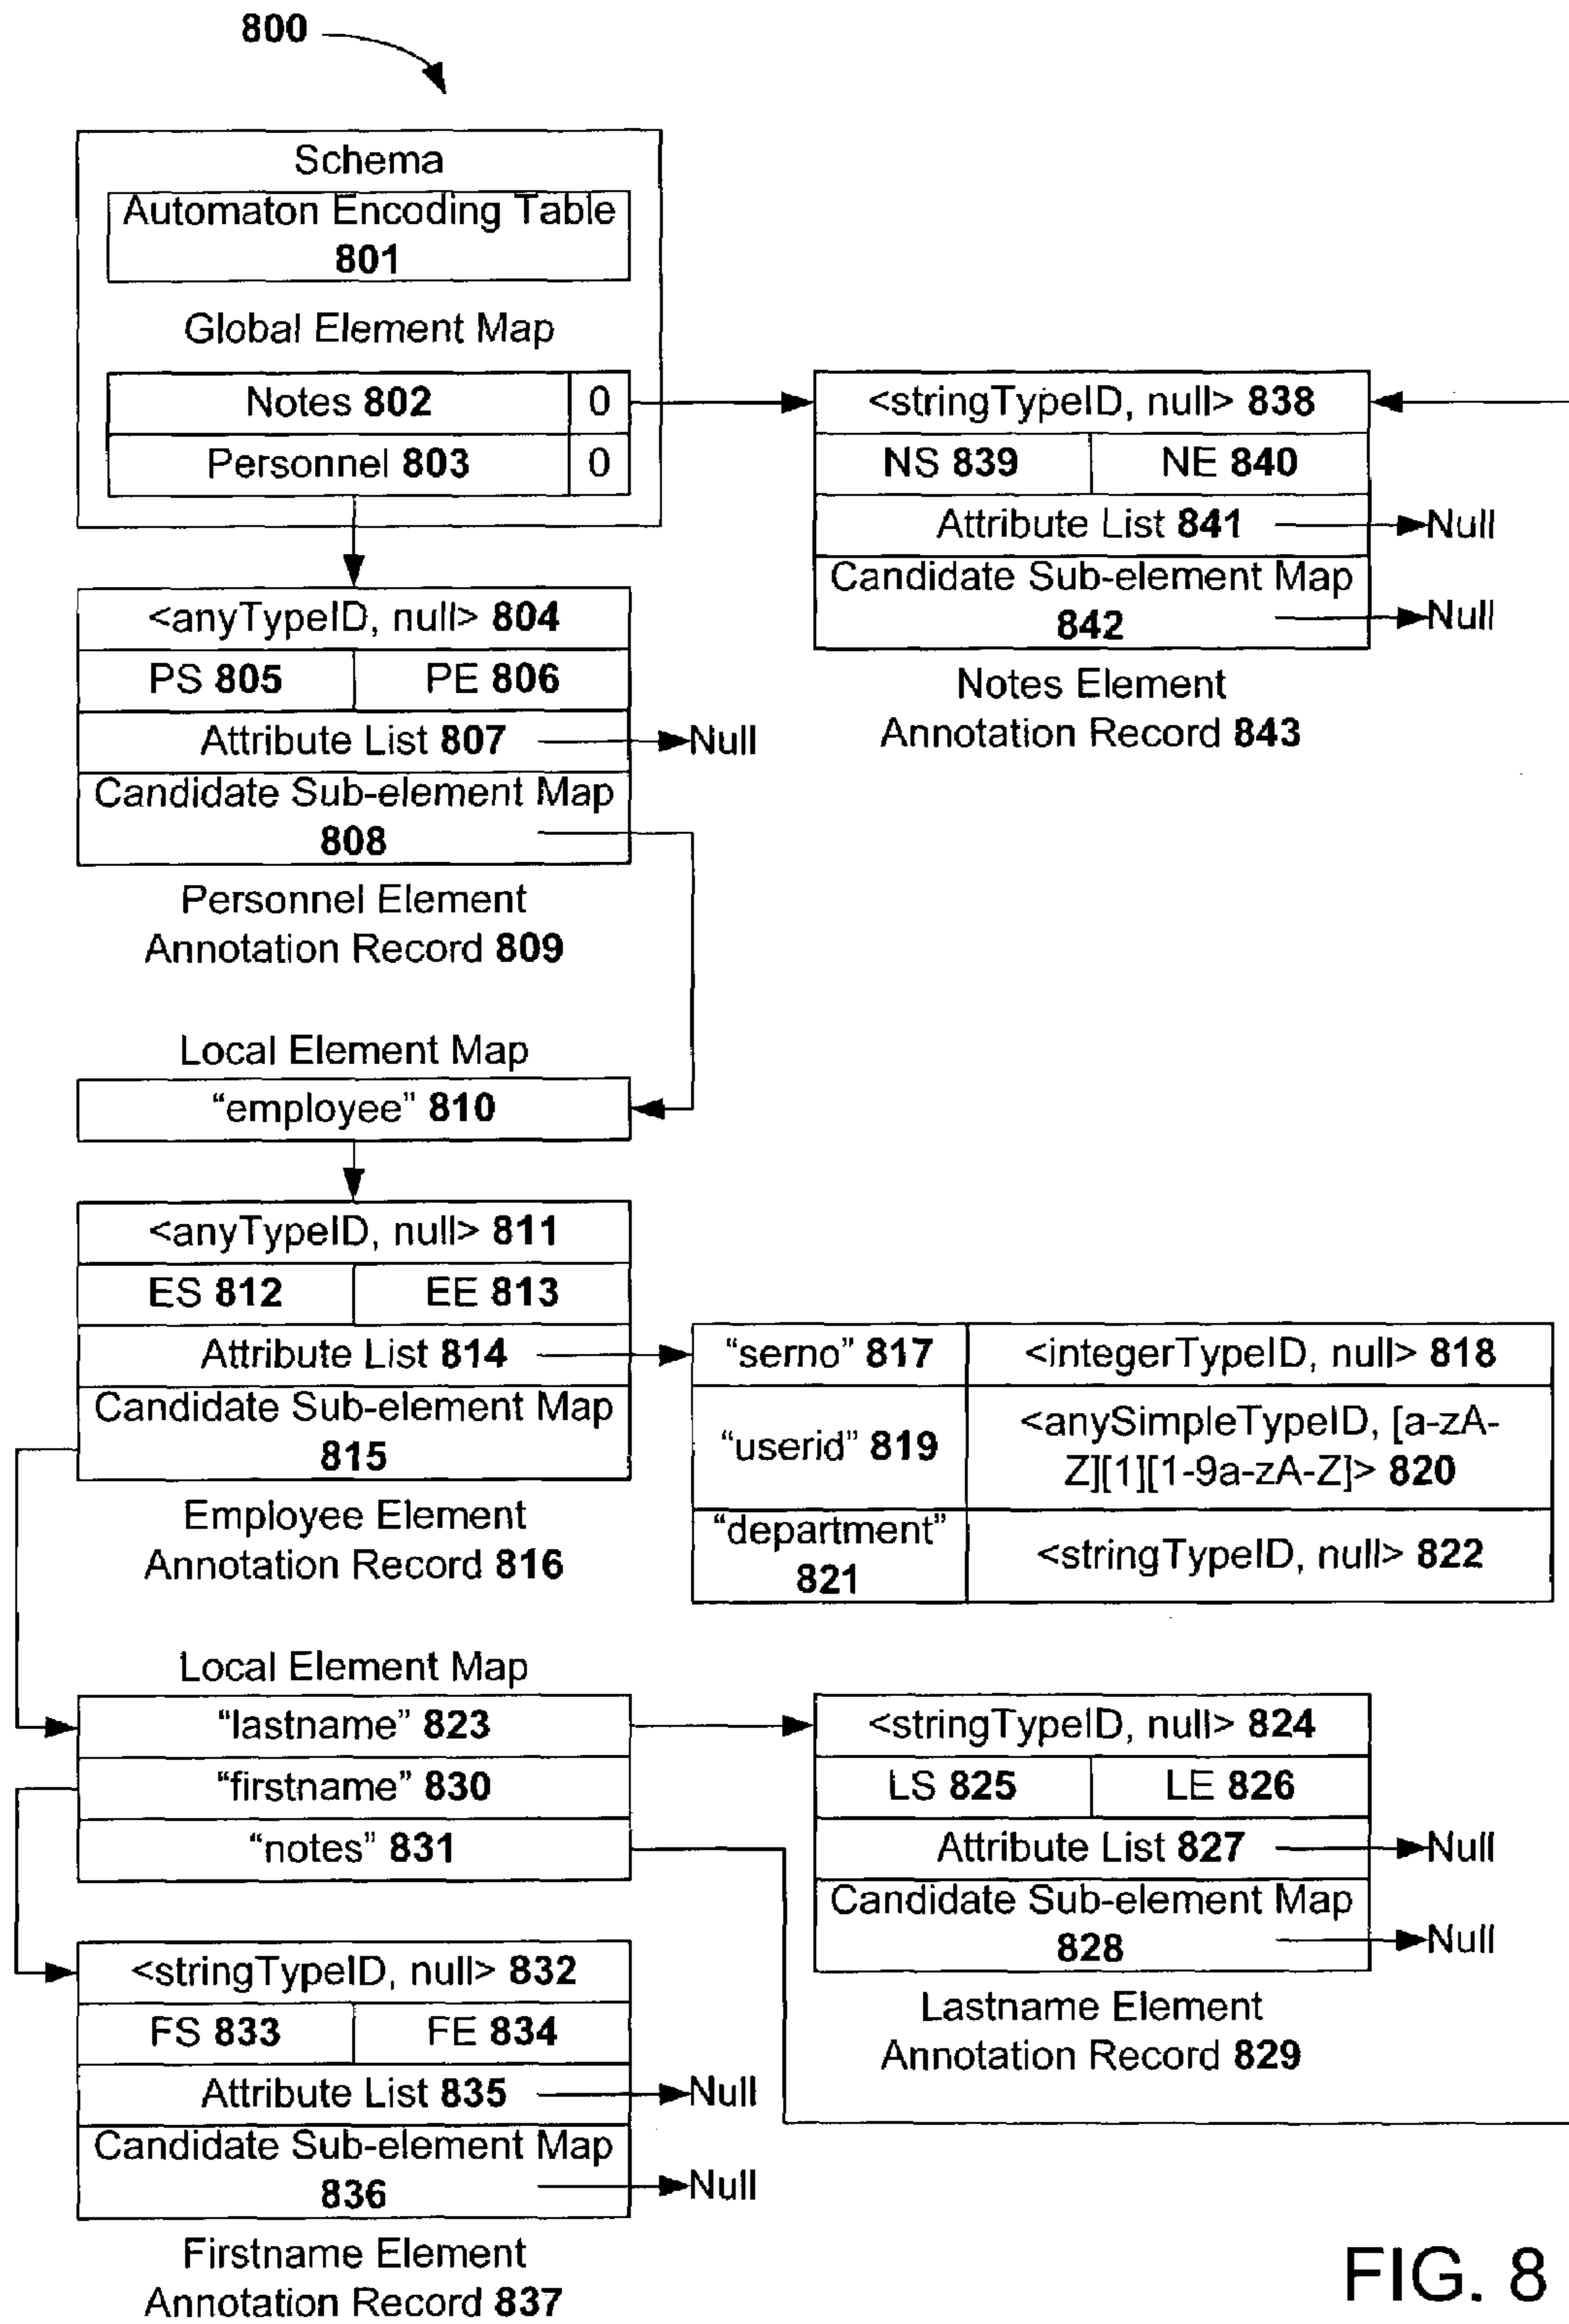 800
Schema
Automaton Encoding Table
801
Global Element Map
Notes 802 0
Personnel 803 0
<stringTypeID, null> 838
NS 839 NE 840
Attribute List 841 Null
Candidate Sub-element Map
842 Null
Notes Element
Annotation Record 843
<anyTypeID, null> 804
PS 805 PE 806
Attribute List 807 Null
Candidate Sub-element Map
808
Personnel Element
Annotation Record 809
Local Element Map
“employee” 810
<anyTypeID, null> 811
ES 812 EE 813
Attribute List 814
Candidate Sub-element Map
815
Employee Element
Annotation Record 816
“serno” 817 <integerTypeID, null> 818
“userid” 819 <anySimpleTypeID, [a-zA-
Z][1][1-9a-zA-Z]> 820
“department”
821 <stringTypeID, null> 822
Local Element Map
“lastname” 823
“firstname” 830
“notes” 831
<stringTypeID, null> 824
LS 825 LE 826
Attribute List 827 Null
Candidate Sub-element Map
828 Null
Lastname Element
Annotation Record 829
<stringTypeID, null> 832
FS 833 FE 834
Attribute List 835 Null
Candidate Sub-element Map
836 Null
Firstname Element
Annotation Record 837
FIG. 8